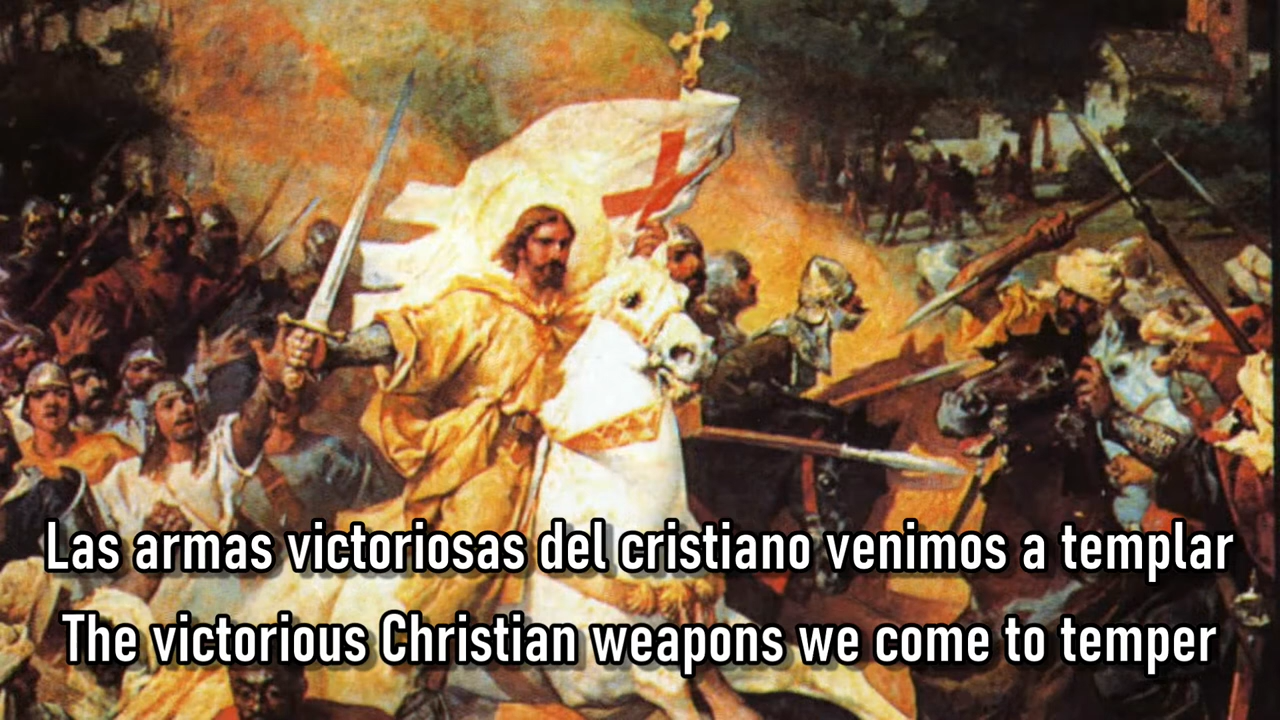 Las armas victoriosas del cristiano venimos a templar
The victorious Christian weapons we come to temper